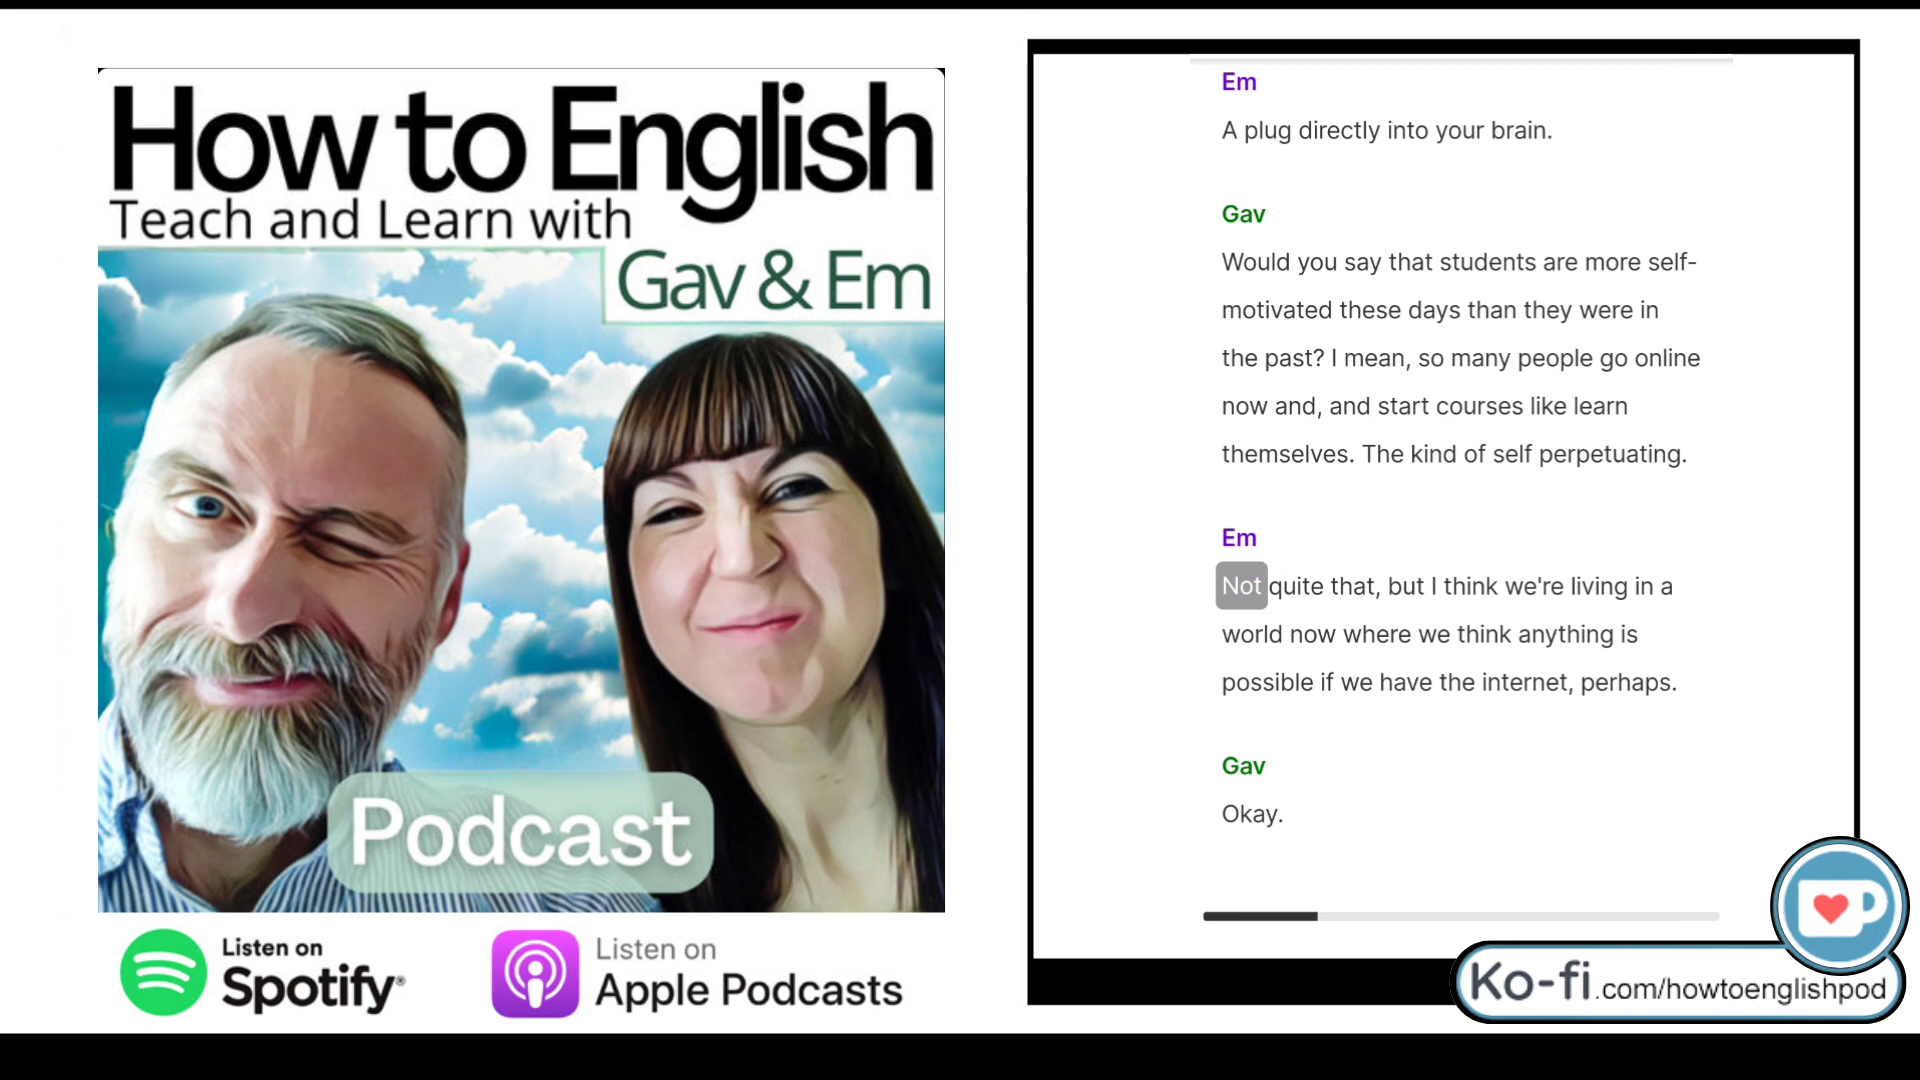 How to English
Teach and Learn with
Gav & Em
Podcast
Listen on
Spotify®
Listen on
Apple Podcasts
Em
A plug directly into your brain.
Gav
Would you say that students are more self-
motivated these days than they were in
the past? I mean, so many people go online
now and, and start courses like learn
themselves. The kind of self perpetuating.
Em
Not quite that, but I think we're living in a
world now where we think anything is
possible if we have the internet, perhaps.
Gav
Okay.
Ko-fi.com/howtoenglishpod